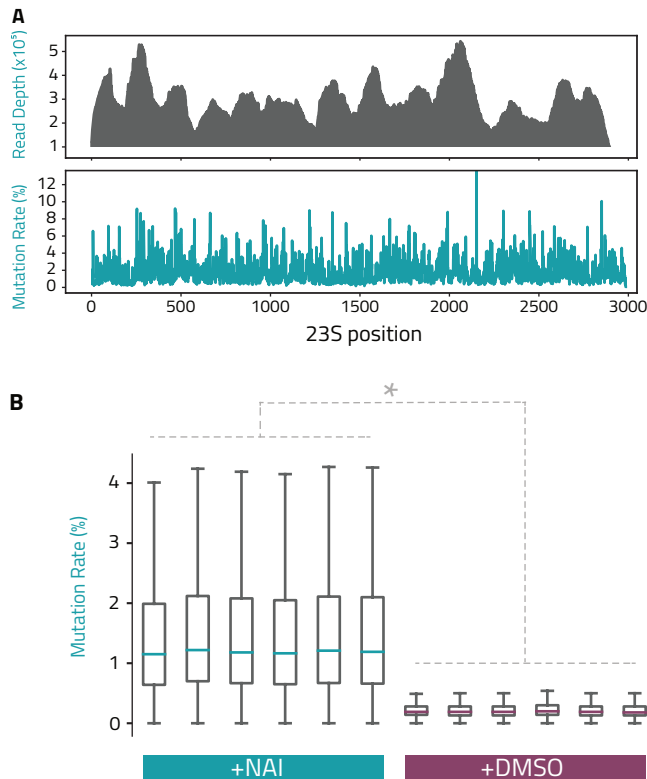 A
Read Depth (x10⁵)
5
4
3
2
1
Mutation Rate (%)
12
10
8
6
4
2
0
0 500 1000 1500 2000 2500 3000
23S position
B
*
Mutation Rate (%)
4
3
2
1
0
+NAI +DMSO